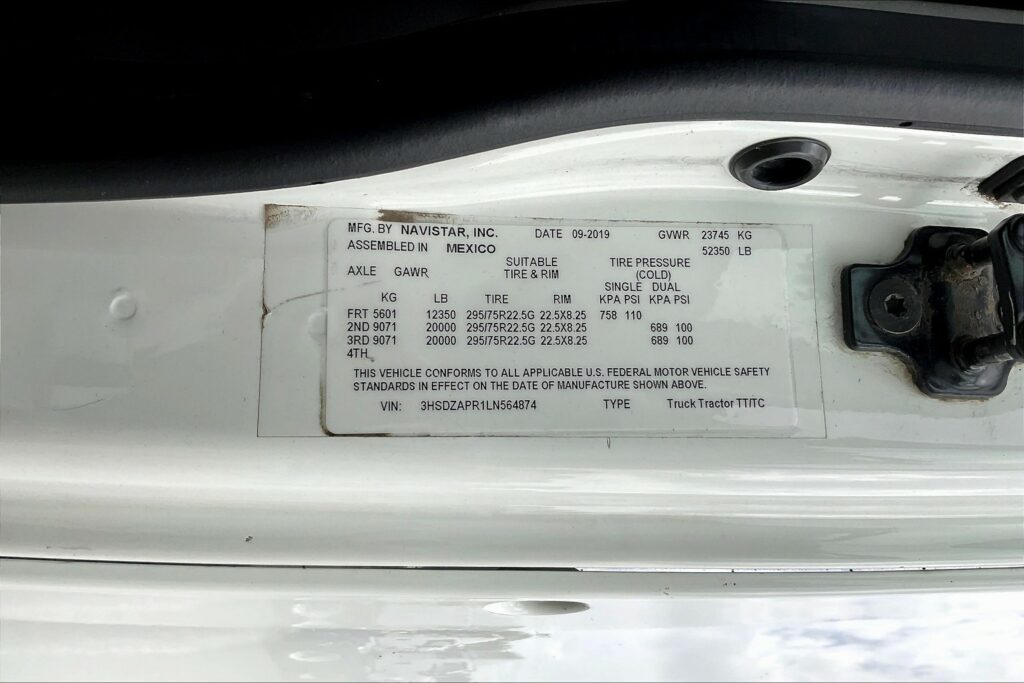 MFG. BY NAVISTAR, INC. DATE 09-2019 GVWR 23745 KG
ASSEMBLED IN MEXICO 52350 LB
SUITABLE TIRE PRESSURE
AXLE GAWR TIRE & RIM (COLD)
SINGLE DUAL
KG LB TIRE RIM KPA PSI KPA PSI
FRT 5601 12350 295/75R22.5G 22.5X8.25 758 110
2ND 9071 20000 295/75R22.5G 22.5X8.25 689 100
3RD 9071 20000 295/75R22.5G 22.5X8.25 689 100
4TH
THIS VEHICLE CONFORMS TO ALL APPLICABLE U.S. FEDERAL MOTOR VEHICLE SAFETY
STANDARDS IN EFFECT ON THE DATE OF MANUFACTURE SHOWN ABOVE.
VIN: 3HSDZAPR1LN564874 TYPE Truck Tractor TT/TC